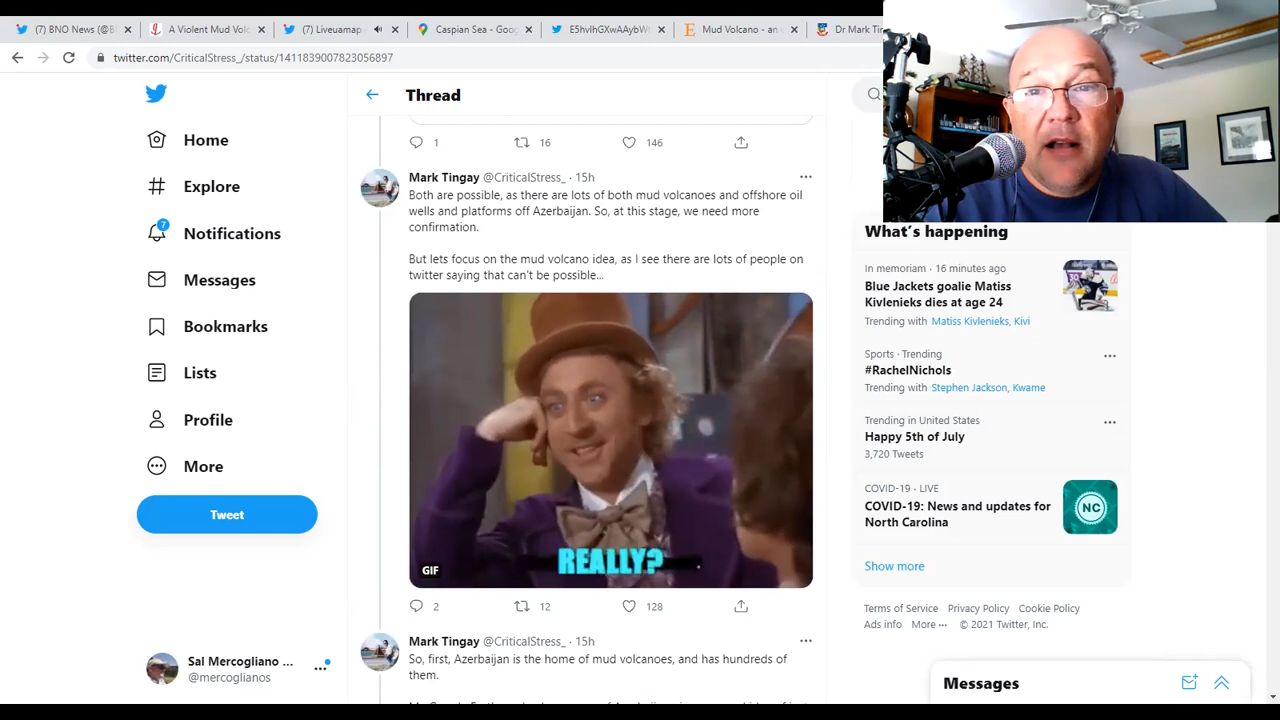 (7) BNO News (@B
A Violent Mud Volc
(7) Liveuamap
Caspian Sea - Goog
E5hvlhGXwAAybW
Mud Volcano - an
Dr Mark Tin
twitter.com/CriticalStress_/status/1411839007823056897
Thread
Home
Explore
7
Notifications
Messages
Bookmarks
Lists
Profile
More
Tweet
Sal Mercogliano ...
@mercoglianos
1
16
146
Mark Tingay @CriticalStress_ · 15h
Both are possible, as there are lots of both mud volcanoes and offshore oil
wells and platforms off Azerbaijan. So, at this stage, we need more
confirmation.
But lets focus on the mud volcano idea, as I see there are lots of people on
twitter saying that can't be possible...
REALLY?
GIF
2
12
128
Mark Tingay @CriticalStress_ · 15h
So, first, Azerbaijan is the home of mud volcanoes, and has hundreds of
them.
What's happening
In memoriam · 16 minutes ago
Blue Jackets goalie Matiss
Kivlenieks dies at age 24
Trending with Matiss Kivlenieks, Kivi
Sports · Trending
#RachelNichols
Trending with Stephen Jackson, Kwame
Trending in United States
Happy 5th of July
3,720 Tweets
COVID-19 · LIVE
COVID-19: News and updates for
North Carolina
NC
Show more
Terms of Service Privacy Policy Cookie Policy
Ads info More ··· © 2021 Twitter, Inc.
Messages